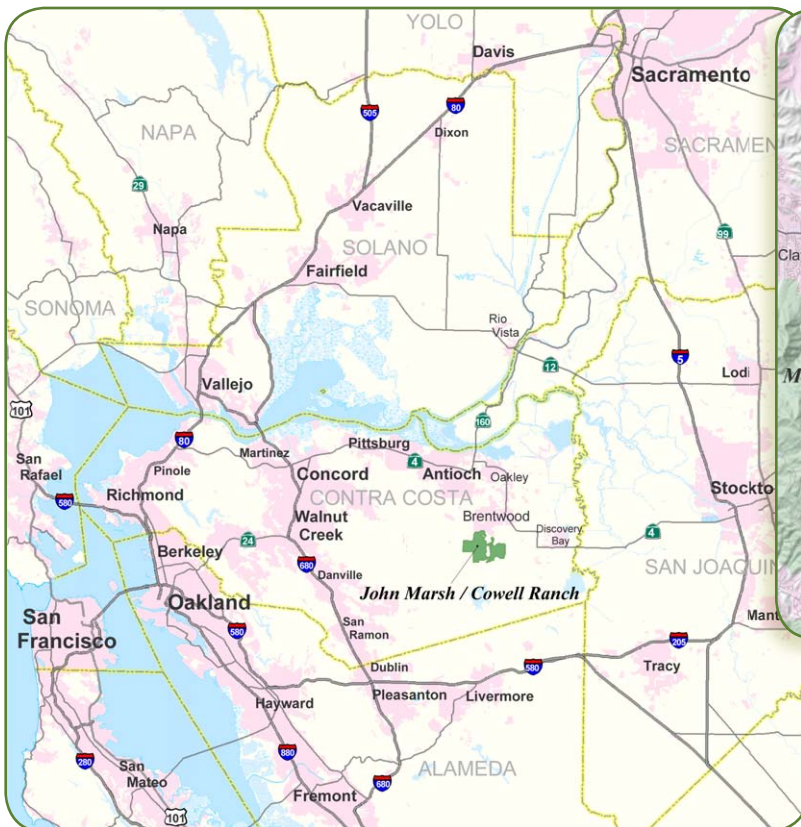 YOLO
Davis
Sacramento
80
505
NAPA
Dixon
SACRAMEN
29
Napa
Vacaville
99
SOLANO
Cla
Fairfield
SONOMA
Rio
Vista
5
12
Lodi
M
Vallejo
101
160
80
Martinez
Pittsburg
4
San
Rafael
Pinole
Concord
Antioch
Oakley
Richmond
CONTRA COSTA
Stockto
580
Walnut
Creek
Brentwood
Discovery
Bay
4
Berkeley
24
680
SAN JOAQUIN
Danville
John Marsh / Cowell Ranch
Oakland
San
Francisco
San
Ramon
Mant
580
205
Dublin
580
Tracy
Pleasanton
Livermore
Hayward
880
280
San
Mateo
ALAMEDA
680
Fremont
101